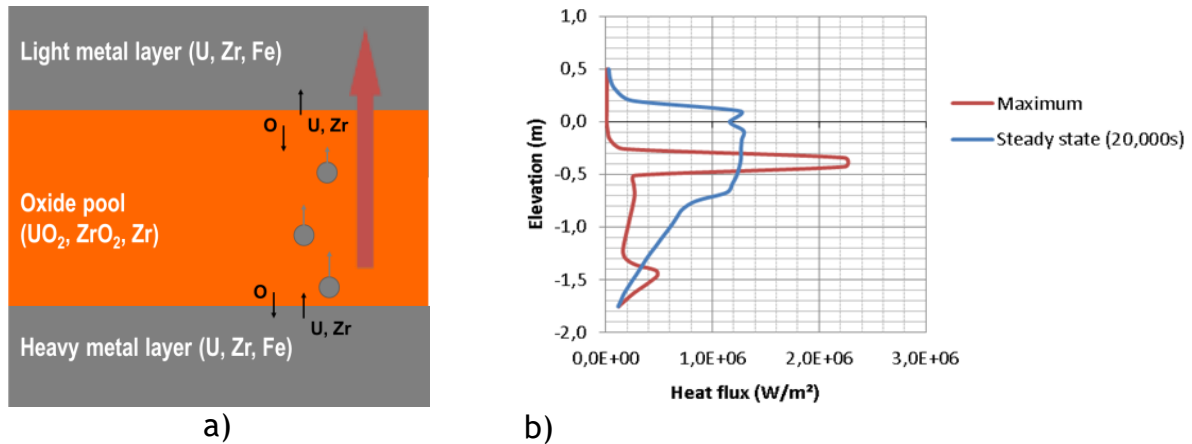 Light metal layer (U, Zr, Fe)
O
U, Zr
Oxide pool
(UO₂, ZrO₂, Zr)
O
U, Zr
Heavy metal layer (U, Zr, Fe)
a)
1,0
0,5
0,0
-0,5
-1,0
-1,5
-2,0
Elevation (m)
0,0E+00 1,0E+06 2,0E+06 3,0E+06
Heat flux (W/m²)
Maximum
Steady state (20,000s)
b)